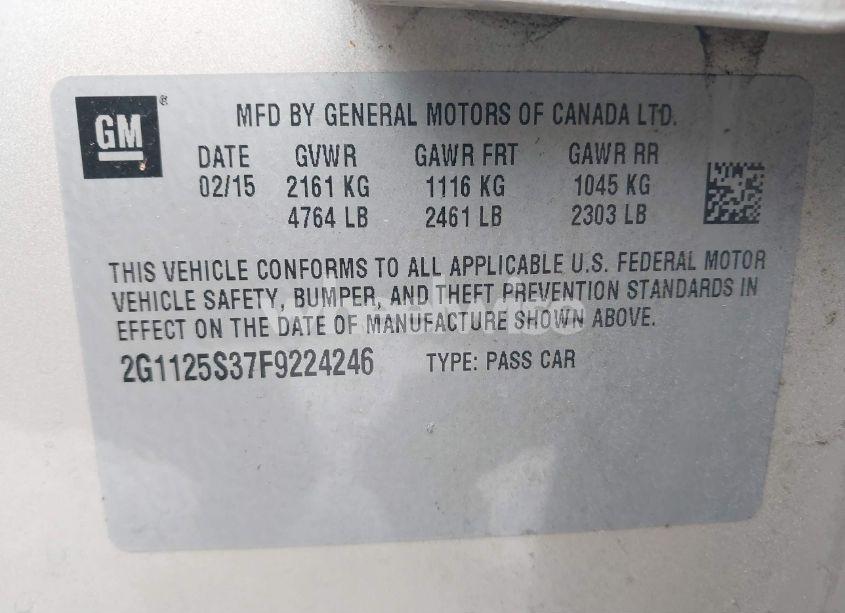 GM ®
MFD BY GENERAL MOTORS OF CANADA LTD.
DATE GVWR GAWR FRT GAWR RR
02/15 2161 KG 1116 KG 1045 KG
4764 LB 2461 LB 2303 LB
THIS VEHICLE CONFORMS TO ALL APPLICABLE U.S. FEDERAL MOTOR
VEHICLE SAFETY, BUMPER, AND THEFT PREVENTION STANDARDS IN
EFFECT ON THE DATE OF MANUFACTURE SHOWN ABOVE.
2G1125S37F9224246 TYPE: PASS CAR